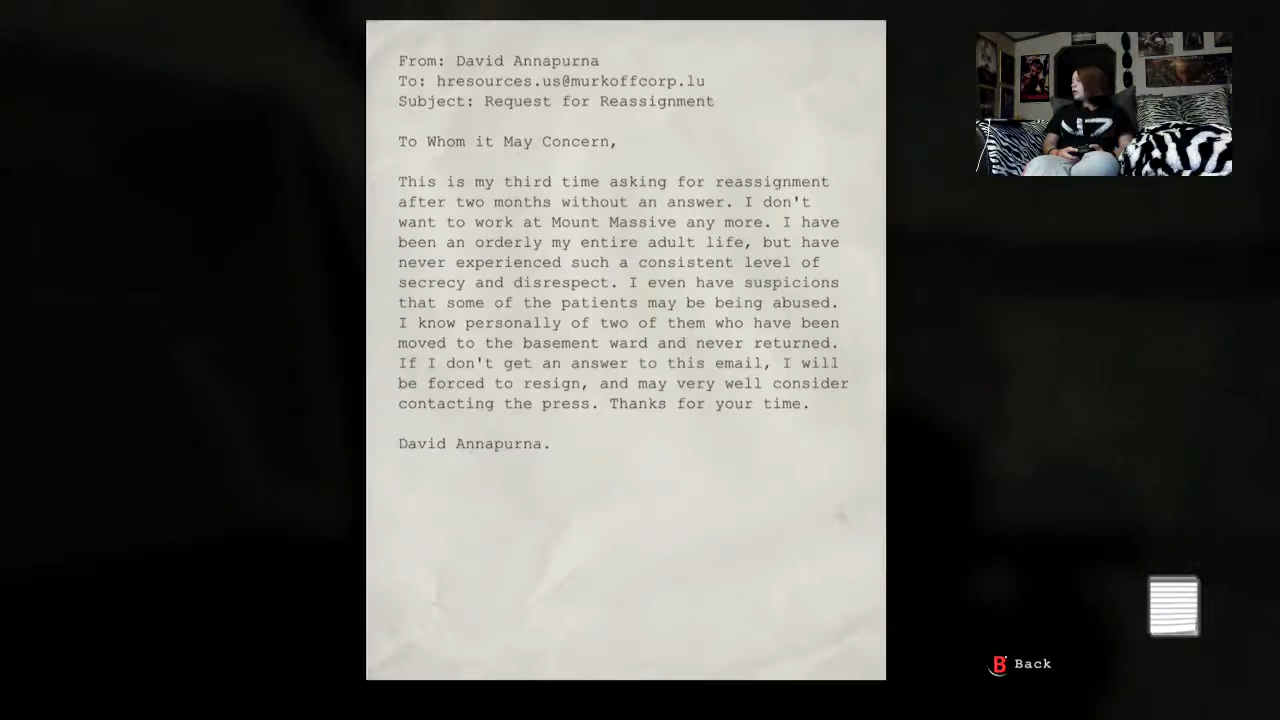 From: David Annapurna
To: hresources.us@murkoffcorp.lu
Subject: Request for Reassignment
To Whom it May Concern,
This is my third time asking for reassignment
after two months without an answer. I don't
want to work at Mount Massive any more. I have
been an orderly my entire adult life, but have
never experienced such a consistent level of
secrecy and disrespect. I even have suspicions
that some of the patients may be being abused.
I know personally of two of them who have been
moved to the basement ward and never returned.
If I don't get an answer to this email, I will
be forced to resign, and may very well consider
contacting the press. Thanks for your time.
David Annapurna.
N7
B Back